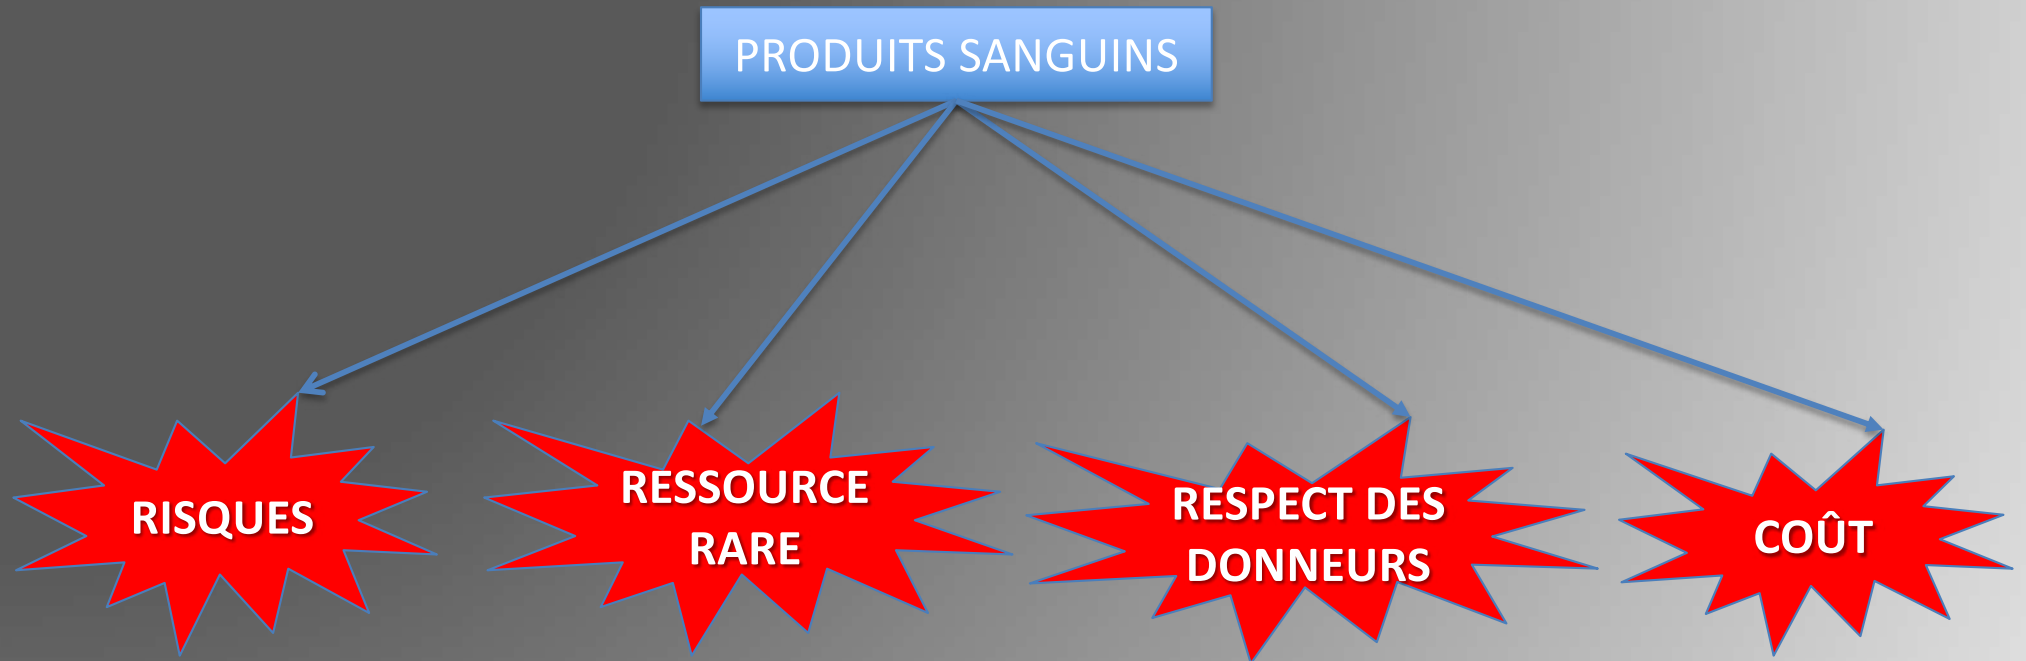 PRODUITS SANGUINS
RISQUES
RESSOURCE
RARE
RESPECT DES
DONNEURS
COÛT